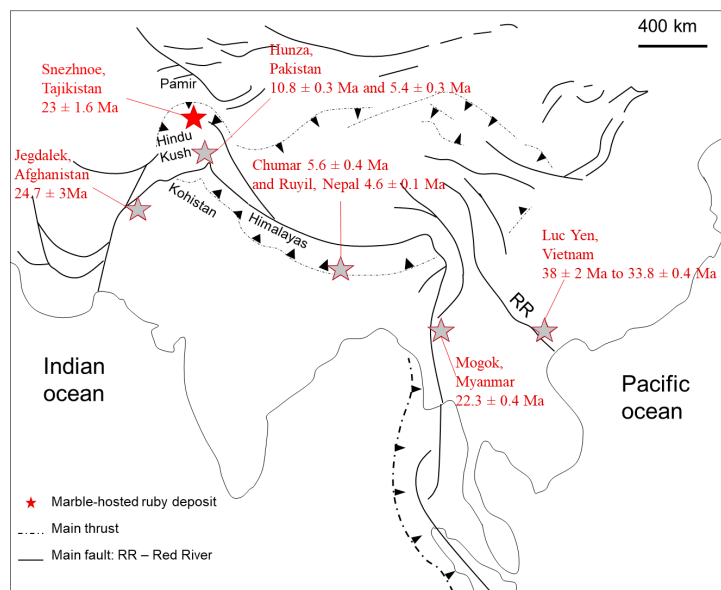 400 km
Hunza,
Pakistan
10.8 ± 0.3 Ma and 5.4 ± 0.3 Ma
Snezhnoe,
Tajikistan
23 ± 1.6 Ma
Pamir
Hindu
Kush
Jegdalek,
Afghanistan
24.7 ± 3Ma
Chumar 5.6 ± 0.4 Ma
and Ruyil, Nepal 4.6 ± 0.1 Ma
Kohistan
Himalayas
Luc Yen,
Vietnam
38 ± 2 Ma to 33.8 ± 0.4 Ma
RR
Indian
ocean
Mogok,
Myanmar
22.3 ± 0.4 Ma
Pacific
ocean
Marble-hosted ruby deposit
Main thrust
Main fault: RR – Red River